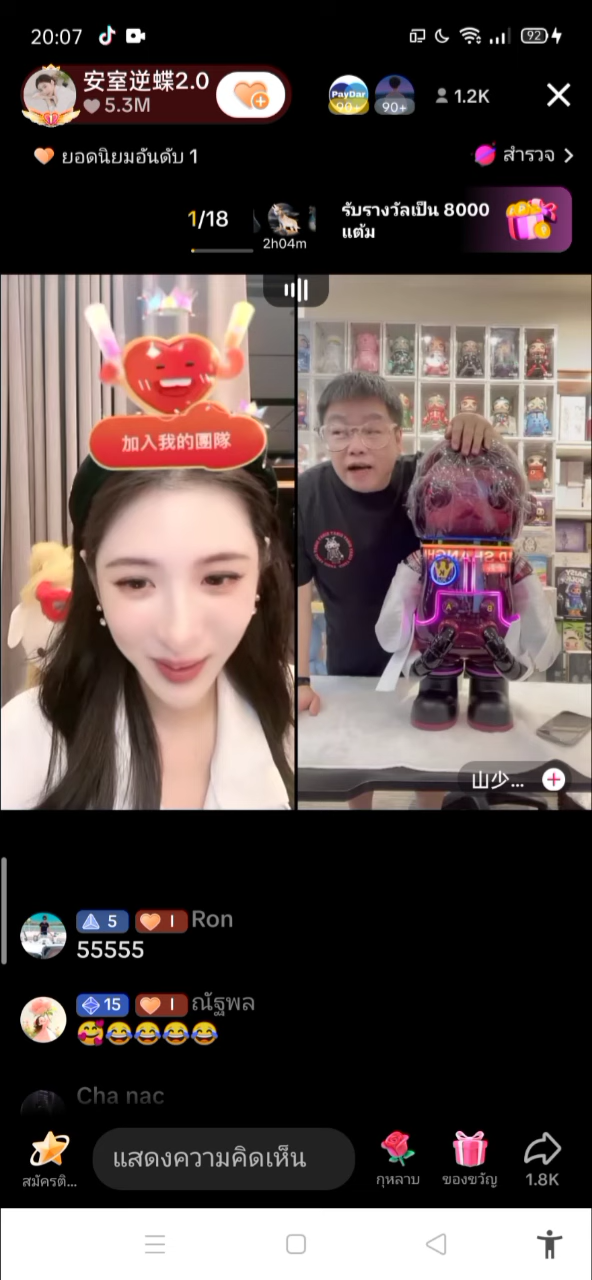 20:07
92
安室逆蝶2.0
5.3M
PayDar
90+
90+
1.2K
ยอดนิยมอันดับ 1
สำรวจ
1/18
2h04m
รับรางวัลเป็น 8000
แต้ม
加入我的團隊
山少...
5
I
Ron
55555
15
I
ณัฐพล
🥰😂😂😂😂
Cha nac
แสดงความคิดเห็น
สมัครติ...
กุหลาบ
ของขวัญ
1.8K